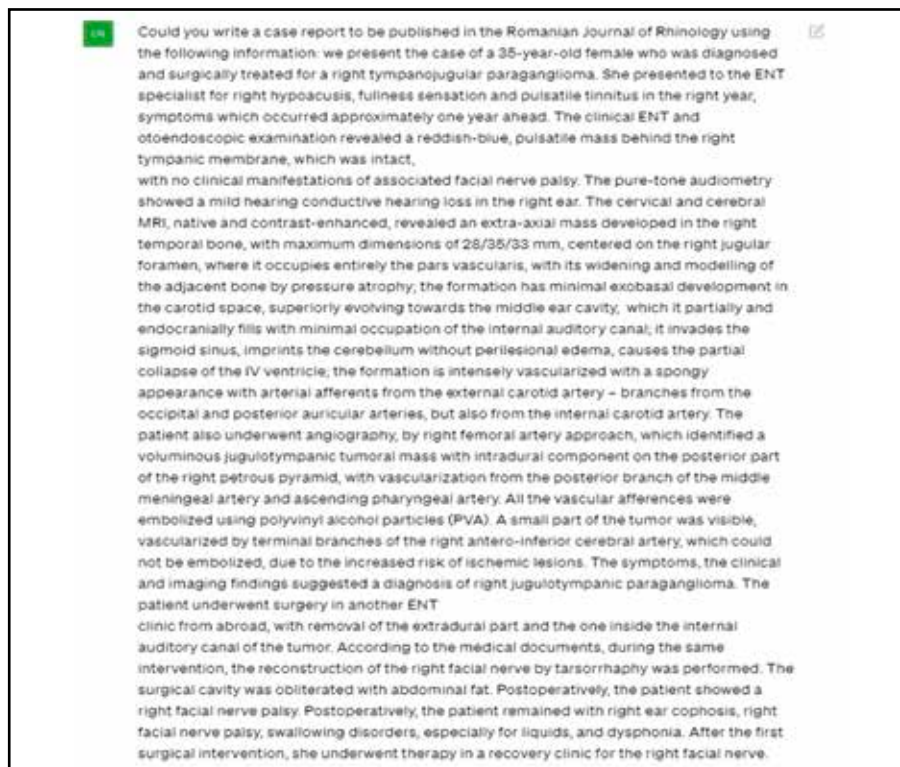 EN
Could you write a case report to be published in the Romanian Journal of Rhinology using
the following information: we present the case of a 35-year-old female who was diagnosed
and surgically treated for a right tympanojugular paraganglioma. She presented to the ENT
specialist for right hypoacusis, fullness sensation and pulsatile tinnitus in the right year,
symptoms which occurred approximately one year ahead. The clinical ENT and
otoendoscopic examination revealed a reddish-blue, pulsatile mass behind the right
tympanic membrane, which was intact,
with no clinical manifestations of associated facial nerve palsy. The pure-tone audiometry
showed a mild hearing conductive hearing loss in the right ear. The cervical and cerebral
MRI, native and contrast-enhanced, revealed an extra-axial mass developed in the right
temporal bone, with maximum dimensions of 28/35/33 mm, centered on the right jugular
foramen, where it occupies entirely the pars vascularis, with its widening and modelling of
the adjacent bone by pressure atrophy; the formation has minimal exobasal development in
the carotid space, superiorly evolving towards the middle ear cavity, which it partially and
endocranially fills with minimal occupation of the internal auditory canal; it invades the
sigmoid sinus, imprints the cerebellum without perilesional edema, causes the partial
collapse of the IV ventricle; the formation is intensely vascularized with a spongy
appearance with arterial afferents from the external carotid artery – branches from the
occipital and posterior auricular arteries, but also from the internal carotid artery. The
patient also underwent angiography, by right femoral artery approach, which identified a
voluminous jugulotympanic tumoral mass with intradural component on the posterior part
of the right petrous pyramid, with vascularization from the posterior branch of the middle
meningeal artery and ascending pharyngeal artery. All the vascular afferences were
embolized using polyvinyl alcohol particles (PVA). A small part of the tumor was visible,
vascularized by terminal branches of the right antero-inferior cerebral artery, which could
not be embolized, due to the increased risk of ischemic lesions. The symptoms, the clinical
and imaging findings suggested a diagnosis of right jugulotympanic paraganglioma. The
patient underwent surgery in another ENT
clinic from abroad, with removal of the extradural part and the one inside the internal
auditory canal of the tumor. According to the medical documents, during the same
intervention, the reconstruction of the right facial nerve by tarsorrhaphy was performed. The
surgical cavity was obliterated with abdominal fat. Postoperatively, the patient showed a
right facial nerve palsy. Postoperatively, the patient remained with right ear cophosis, right
facial nerve palsy, swallowing disorders, especially for liquids, and dysphonia. After the first
surgical intervention, she underwent therapy in a recovery clinic for the right facial nerve.